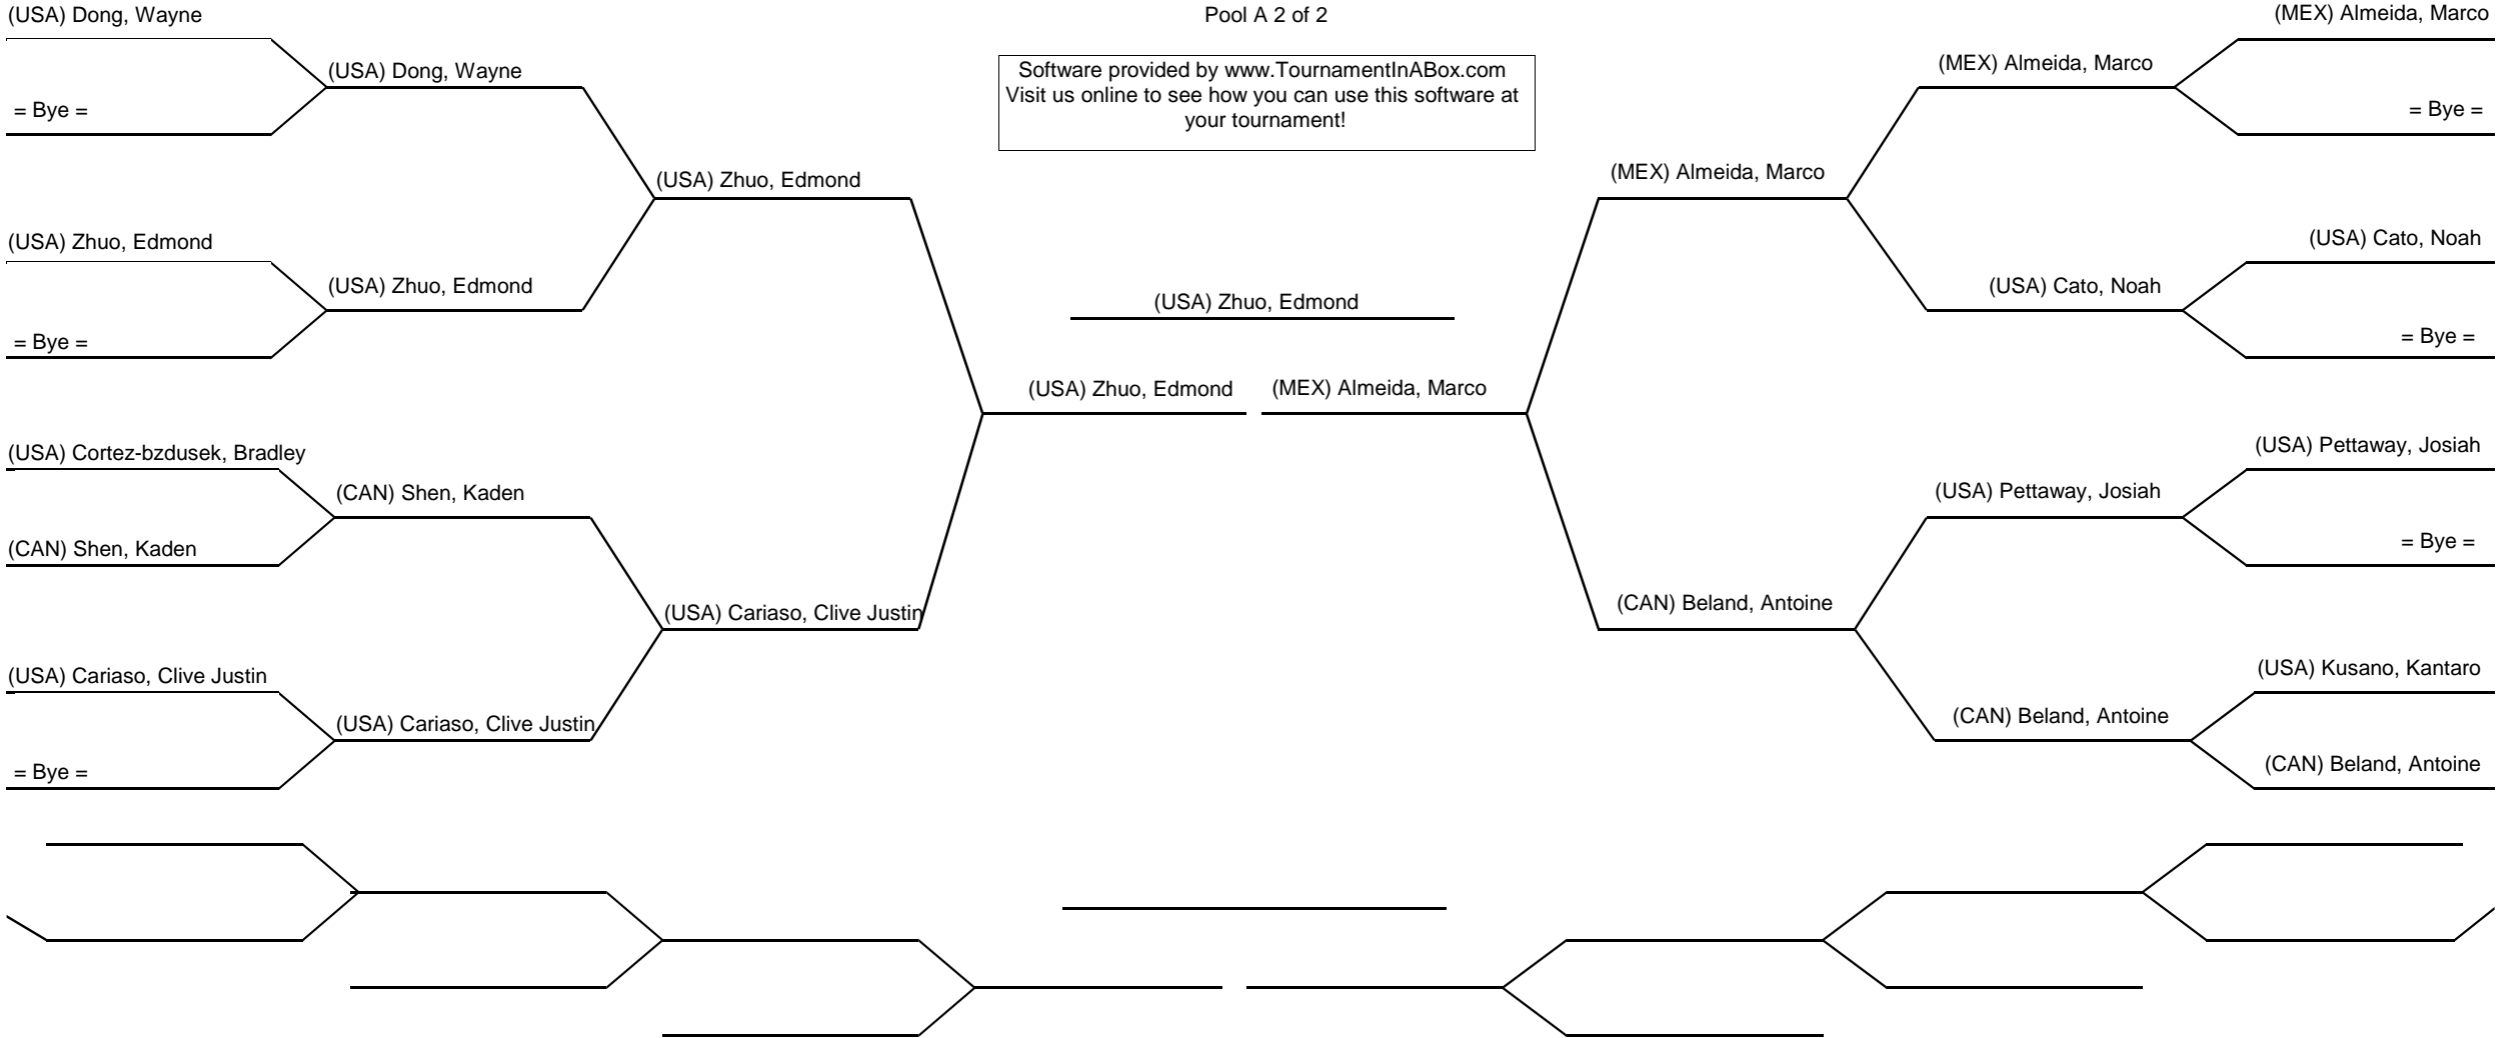 (USA) Dong, Wayne
= Bye =
(USA) Zhuo, Edmond
= Bye =
(USA) Cortez-bzdusek, Bradley
(CAN) Shen, Kaden
(USA) Cariaso, Clive Justin
= Bye =
(USA) Dong, Wayne
(USA) Zhuo, Edmond
(CAN) Shen, Kaden
(USA) Cariaso, Clive Justin
(USA) Zhuo, Edmond
(USA) Cariaso, Clive Justin
Pool A 2 of 2
Software provided by www.TournamentInABox.com
Visit us online to see how you can use this software at
your tournament!
(USA) Zhuo, Edmond
(USA) Zhuo, Edmond
(MEX) Almeida, Marco
(MEX) Almeida, Marco
(CAN) Beland, Antoine
(MEX) Almeida, Marco
(USA) Cato, Noah
(USA) Pettaway, Josiah
(CAN) Beland, Antoine
(MEX) Almeida, Marco
= Bye =
(USA) Cato, Noah
= Bye =
(USA) Pettaway, Josiah
= Bye =
(USA) Kusano, Kantaro
(CAN) Beland, Antoine